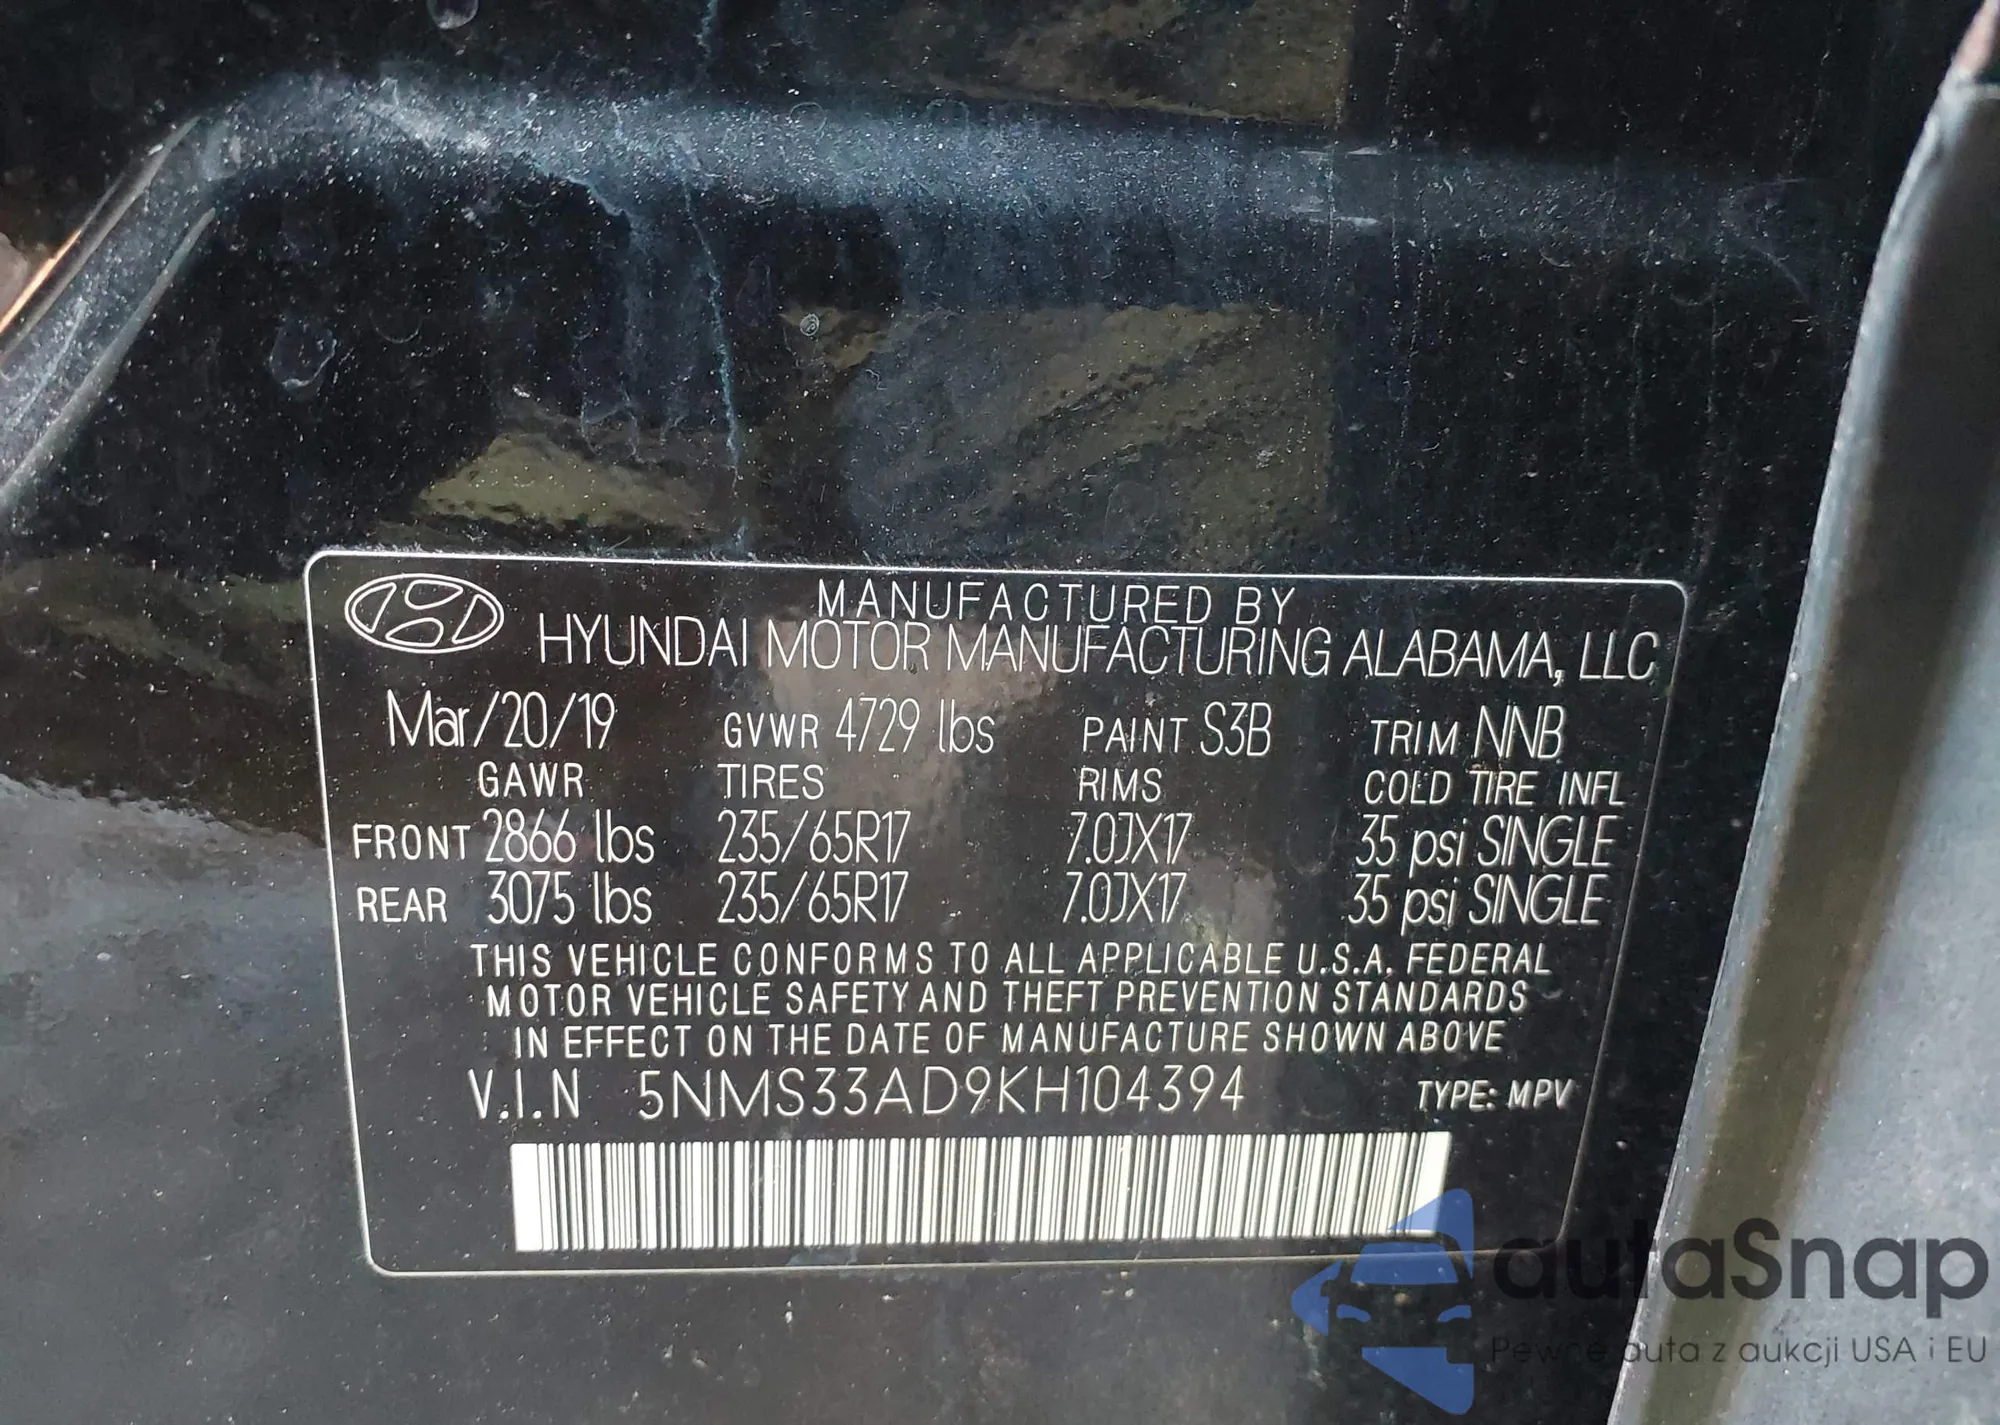 MANUFACTURED BY
HYUNDAI MOTOR MANUFACTURING ALABAMA, LLC
Mar/20/19 GVWR 4729 lbs PAINT S3B TRIM NNB
GAWR TIRES RIMS COLD TIRE INFL
FRONT 2866 lbs 235/65R17 7.0JX17 35 psi SINGLE
REAR 3075 lbs 235/65R17 7.0JX17 35 psi SINGLE
THIS VEHICLE CONFORMS TO ALL APPLICABLE U.S.A. FEDERAL
MOTOR VEHICLE SAFETY AND THEFT PREVENTION STANDARDS
IN EFFECT ON THE DATE OF MANUFACTURE SHOWN ABOVE
V.I.N 5NMS33AD9KH104394 TYPE: MPV
autaSnap
Pewne auta z aukcji USA i EU